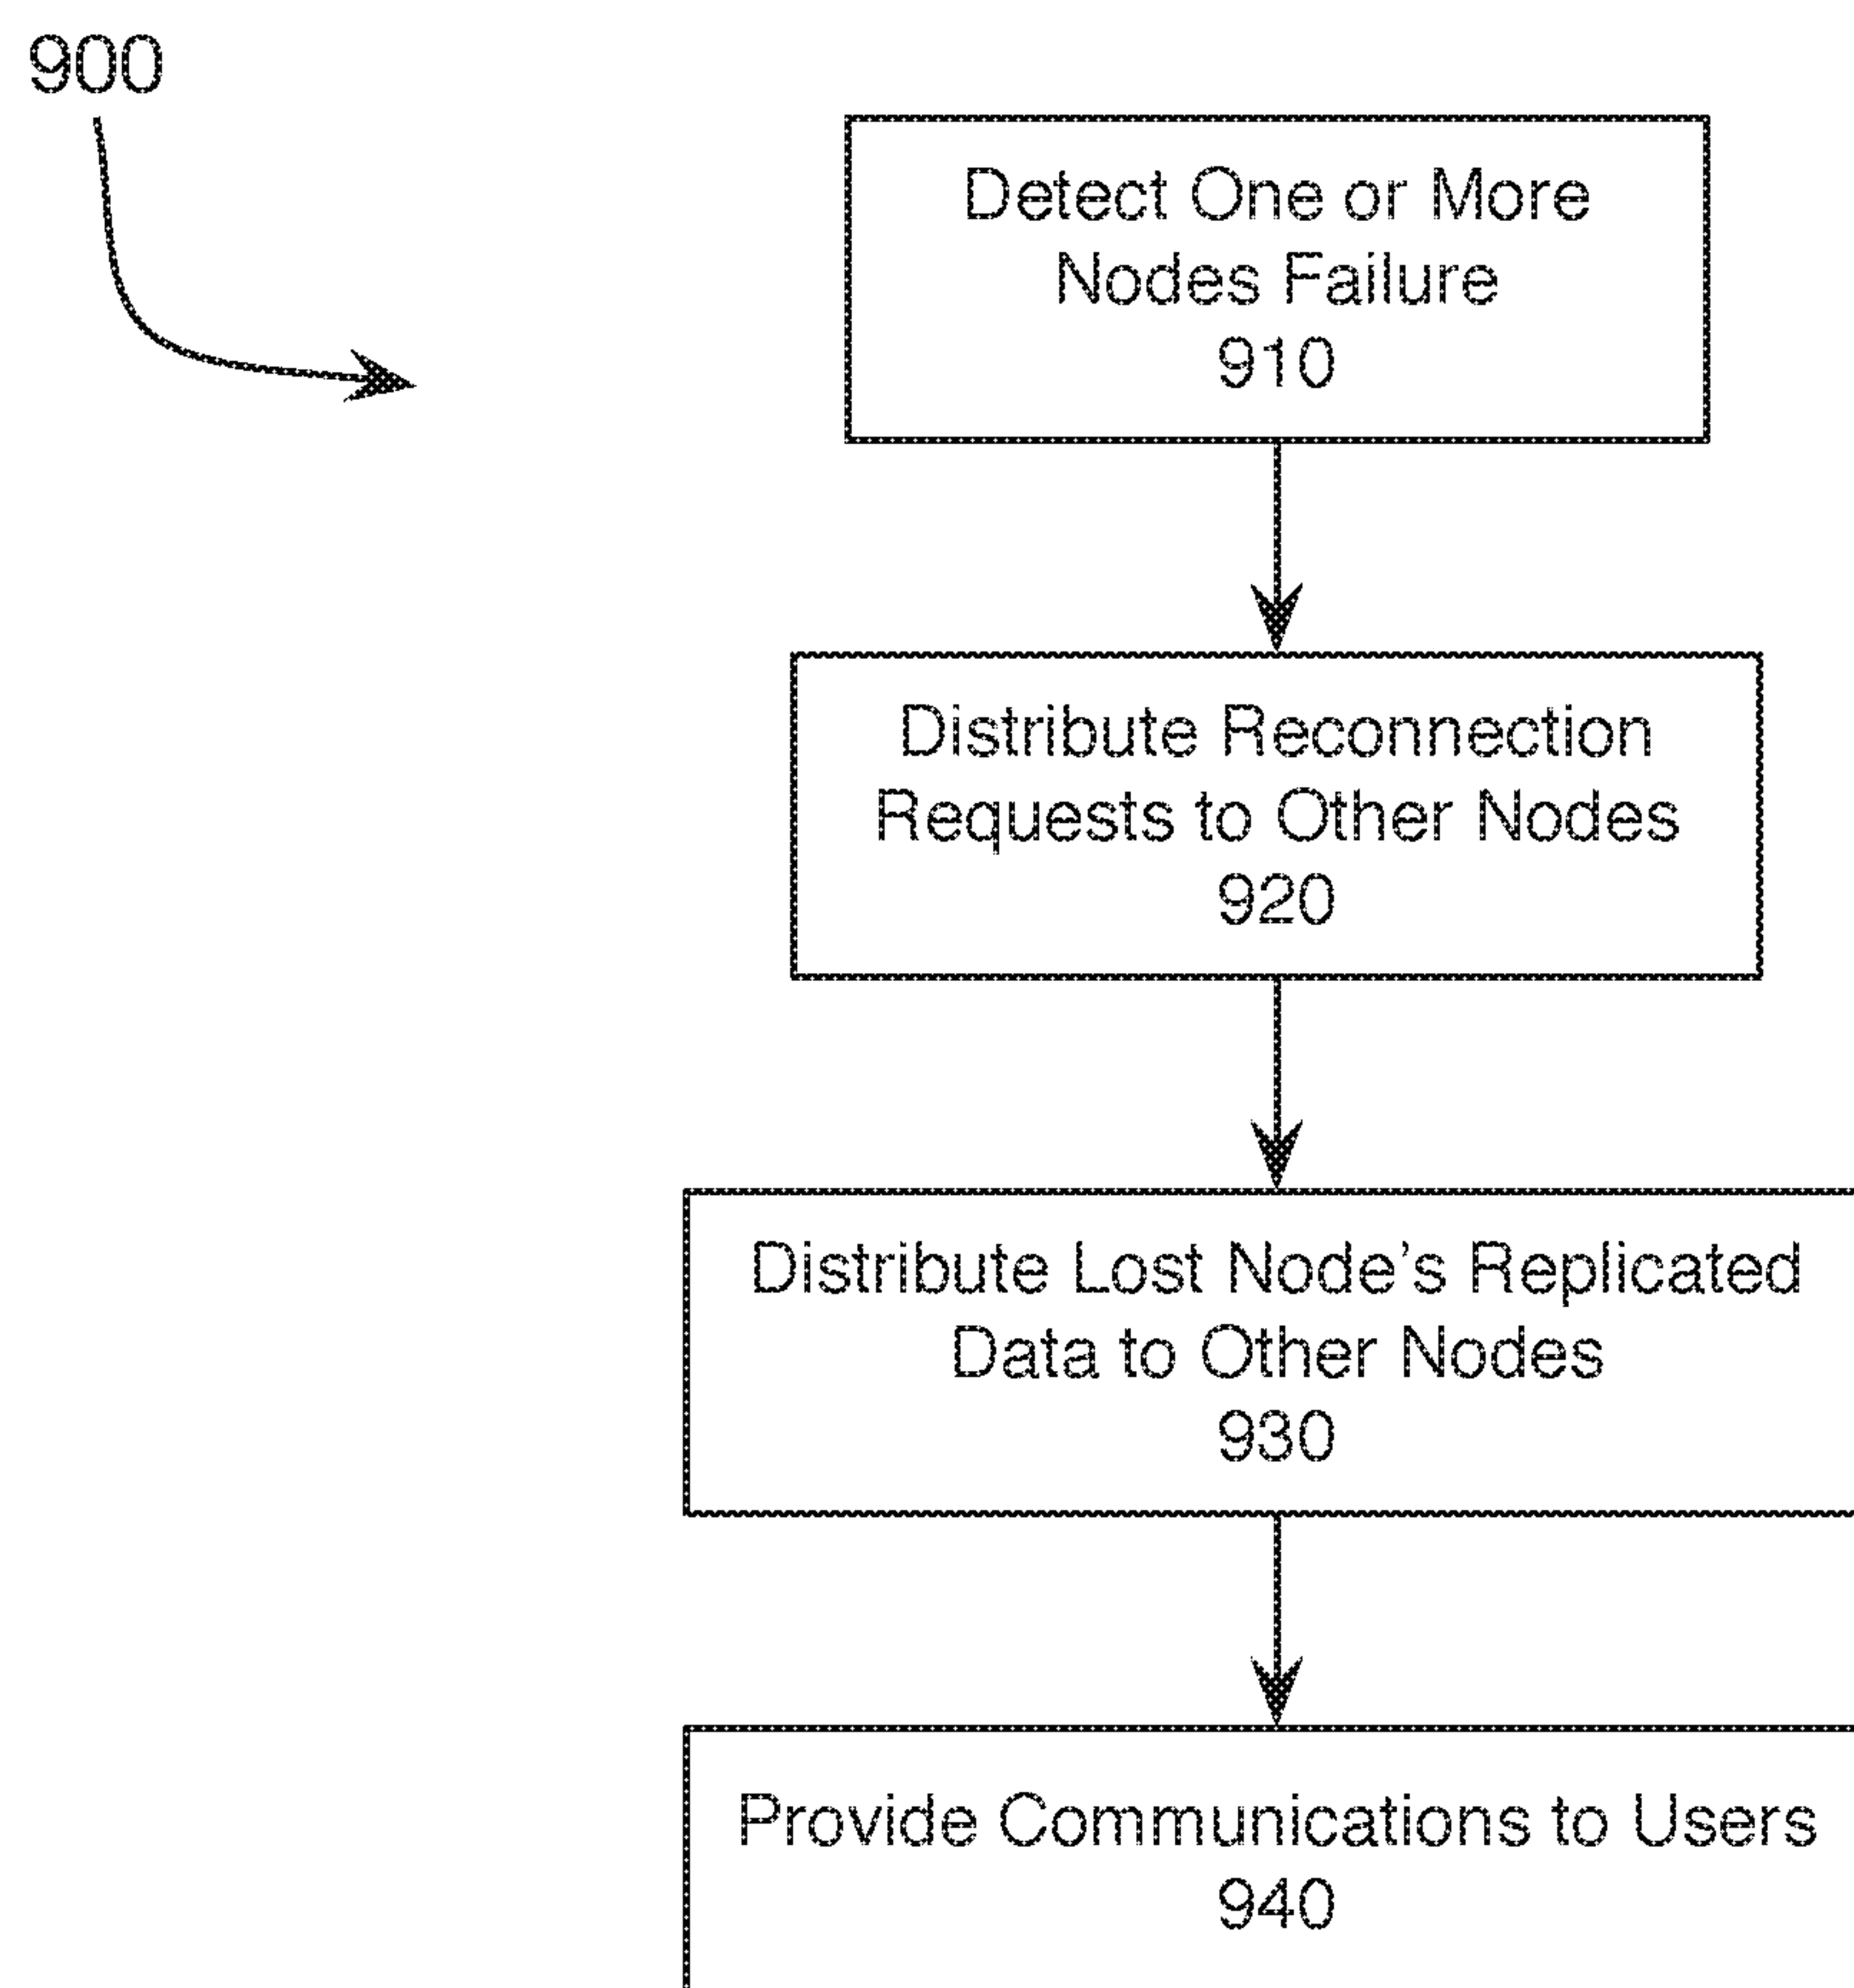 900
Detect One or More
Nodes Failure
910
Distribute Reconnection
Requests to Other Nodes
920
Distribute Lost Node’s Replicated
Data to Other Nodes
930
Provide Communications to Users
940